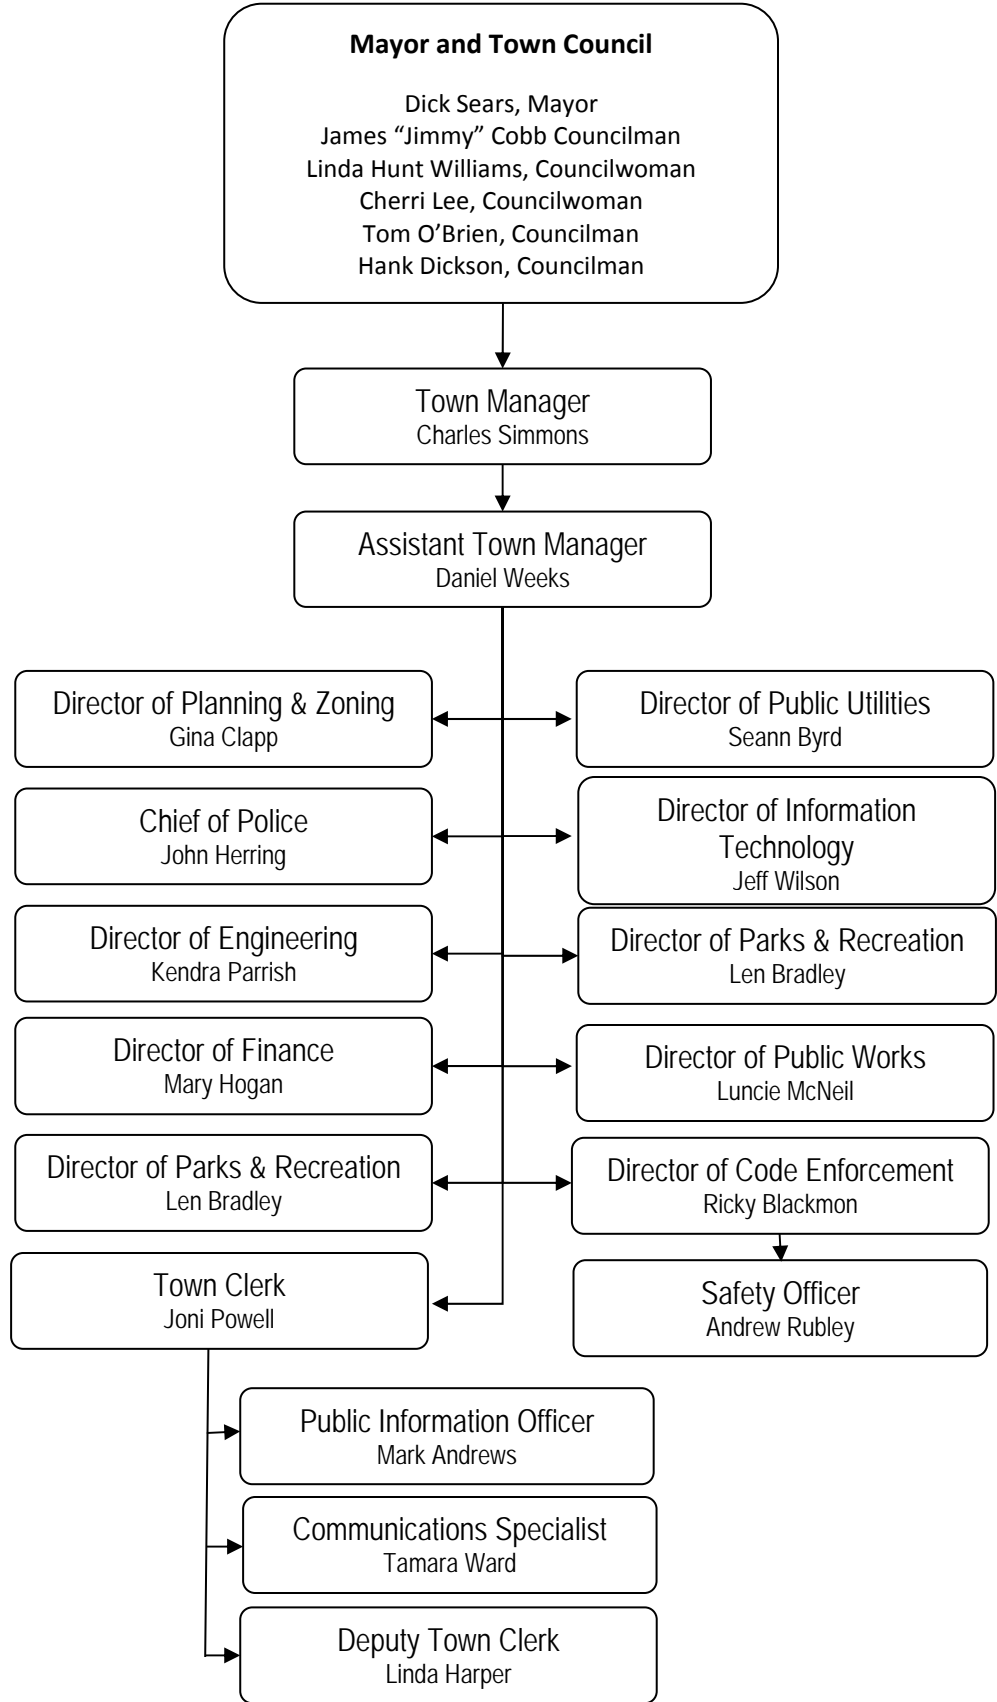 Mayor and Town Council
Dick Sears, Mayor
James “Jimmy” Cobb Councilman
Linda Hunt Williams, Councilwoman
Cherri Lee, Councilwoman
Tom O’Brien, Councilman
Hank Dickson, Councilman
Town Manager
Charles Simmons
Assistant Town Manager
Daniel Weeks
Director of Planning & Zoning
Gina Clapp
Director of Public Utilities
Seann Byrd
Chief of Police
John Herring
Director of Information
Technology
Jeff Wilson
Director of Engineering
Kendra Parrish
Director of Parks & Recreation
Len Bradley
Director of Finance
Mary Hogan
Director of Public Works
Luncie McNeil
Director of Parks & Recreation
Len Bradley
Director of Code Enforcement
Ricky Blackmon
Town Clerk
Joni Powell
Safety Officer
Andrew Rubley
Public Information Officer
Mark Andrews
Communications Specialist
Tamara Ward
Deputy Town Clerk
Linda Harper